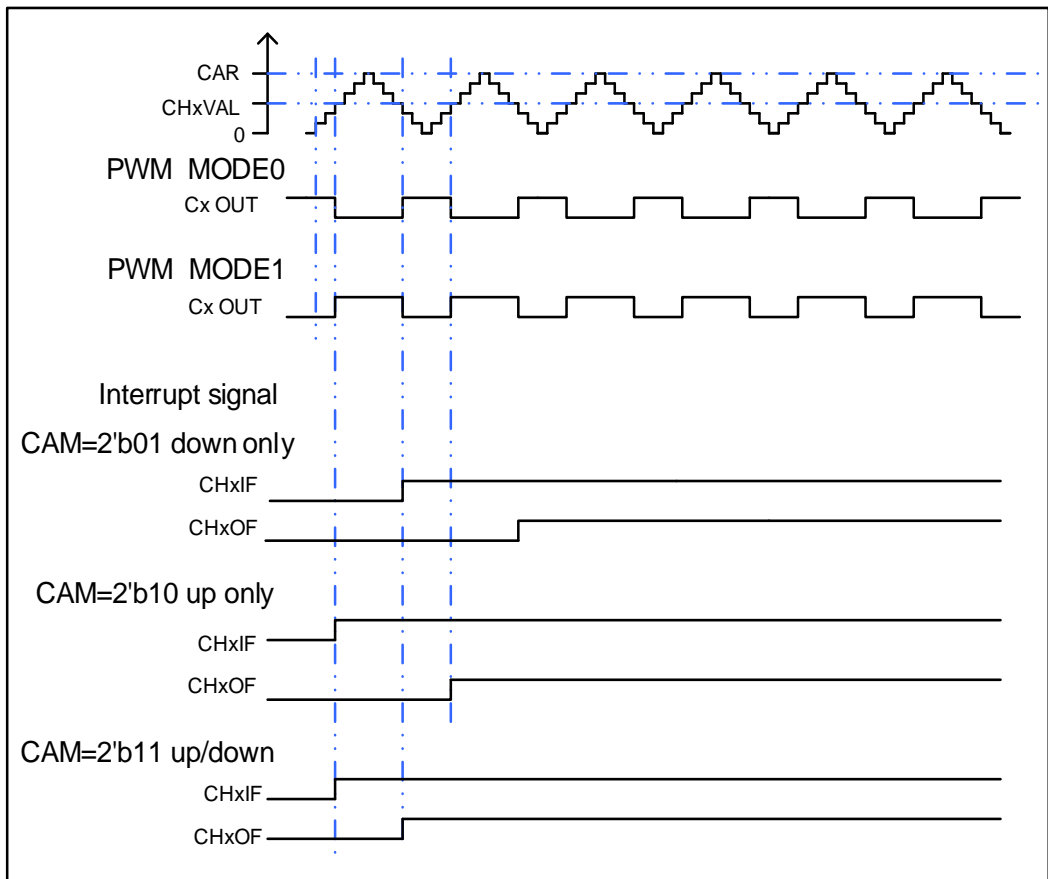 CAR
CHxVAL
0
PWM MODE0
Cx OUT
PWM MODE1
Cx OUT
Interrupt signal
CAM=2'b01 down only
CHxIF
CHxOF
CAM=2'b10 up only
CHxIF
CHxOF
CAM=2'b11 up/down
CHxIF
CHxOF